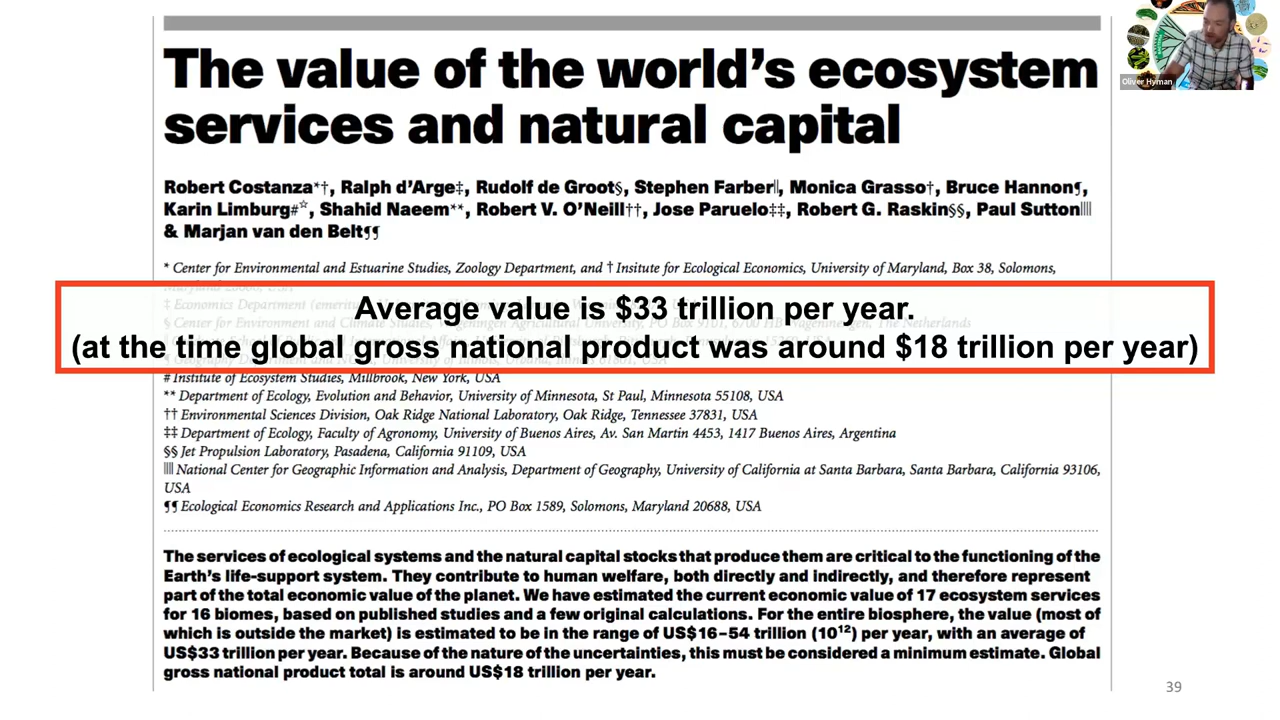 The value of the world's ecosystem
services and natural capital
Oliver Hyman
Robert Costanza*†, Ralph d'Arge‡, Rudolf de Groot§, Stephen Farber‖, Monica Grasso†, Bruce Hannon¶,
Karin Limburg#☆, Shahid Naeem**, Robert V. O'Neill††, Jose Paruelo‡‡, Robert G. Raskin§§, Paul Sutton‖‖
& Marjan van den Belt¶¶
* Center for Environmental and Estuarine Studies, Zoology Department, and † Insitute for Ecological Economics, University of Maryland, Box 38, Solomons,
Average value is $33 trillion per year.
(at the time global gross national product was around $18 trillion per year)
# Institute of Ecosystem Studies, Millbrook, New York, USA
** Department of Ecology, Evolution and Behavior, University of Minnesota, St Paul, Minnesota 55108, USA
†† Environmental Sciences Division, Oak Ridge National Laboratory, Oak Ridge, Tennessee 37831, USA
‡‡ Department of Ecology, Faculty of Agronomy, University of Buenos Aires, Av. San Martin 4453, 1417 Buenos Aires, Argentina
§§ Jet Propulsion Laboratory, Pasadena, California 91109, USA
‖‖ National Center for Geographic Information and Analysis, Department of Geography, University of California at Santa Barbara, Santa Barbara, California 93106,
USA
¶¶ Ecological Economics Research and Applications Inc., PO Box 1589, Solomons, Maryland 20688, USA
The services of ecological systems and the natural capital stocks that produce them are critical to the functioning of the
Earth's life-support system. They contribute to human welfare, both directly and indirectly, and therefore represent
part of the total economic value of the planet. We have estimated the current economic value of 17 ecosystem services
for 16 biomes, based on published studies and a few original calculations. For the entire biosphere, the value (most of
which is outside the market) is estimated to be in the range of US$16–54 trillion (10¹²) per year, with an average of
US$33 trillion per year. Because of the nature of the uncertainties, this must be considered a minimum estimate. Global
gross national product total is around US$18 trillion per year.
39